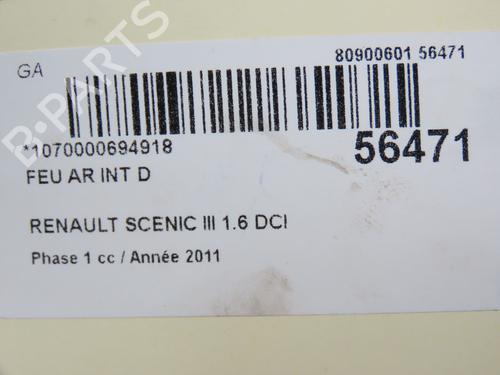 80900601 56471
GA
*1070000694918
56471
FEU AR INT D
RENAULT SCENIC III 1.6 DCI
Phase 1 cc / Année 2011
B-PARTS